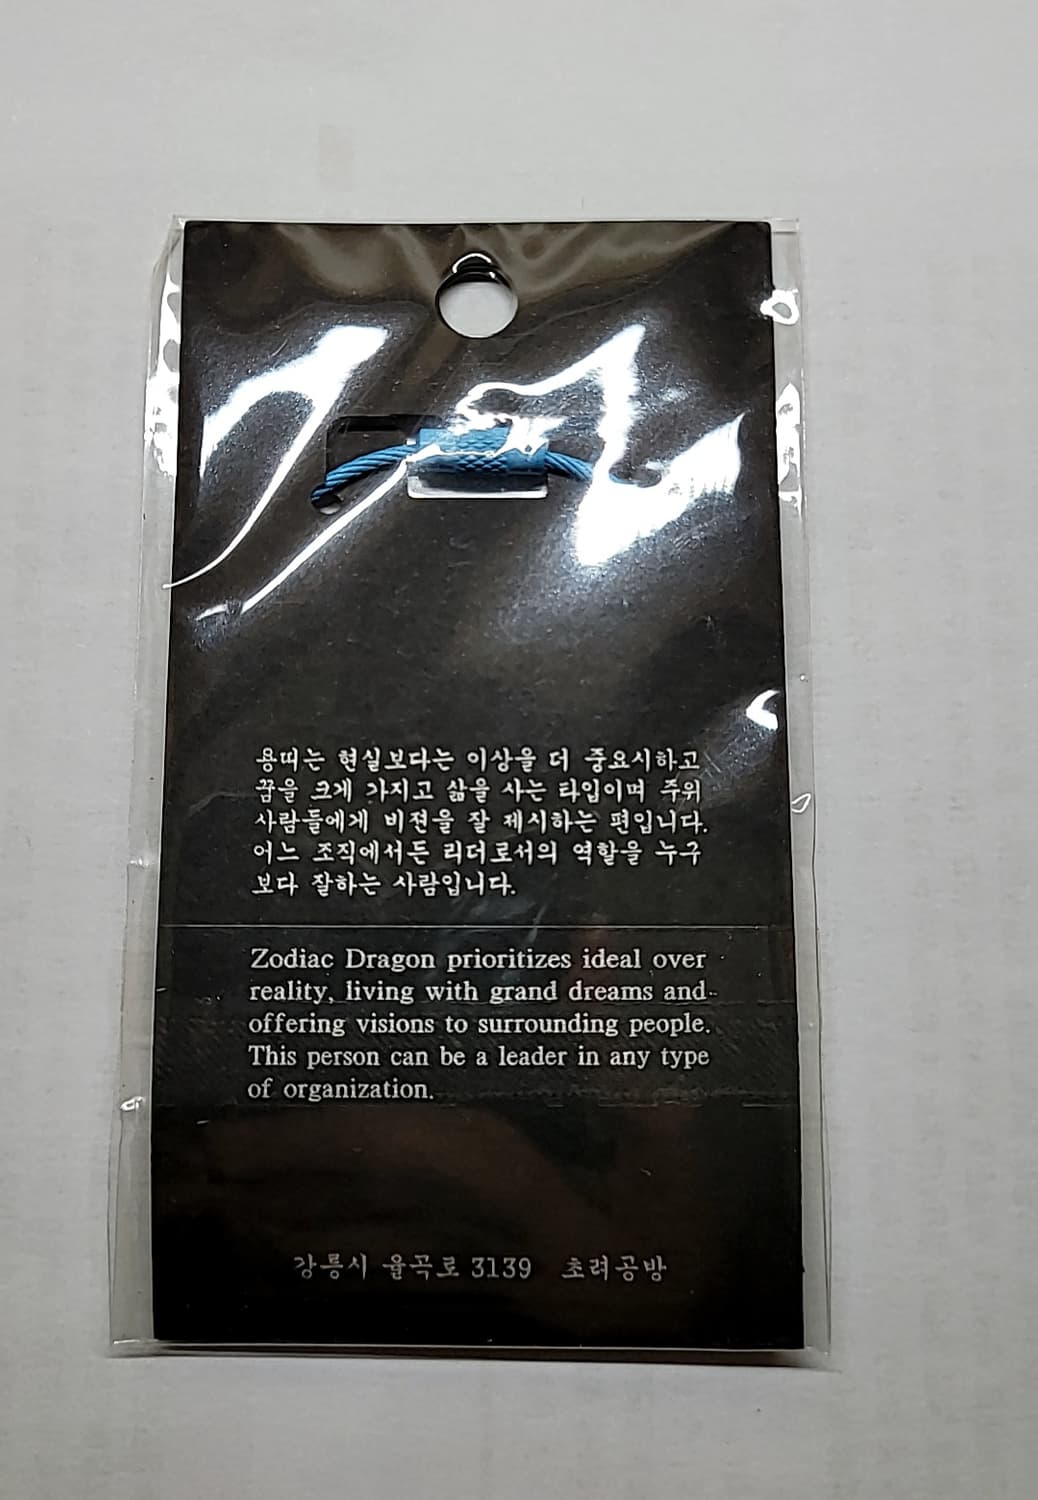 용띠는 현실보다는 이상을 더 중요시하고
꿈을 크게 가지고 삶을 사는 타입이며 주위
사람들에게 비젼을 잘 제시하는 편입니다.
어느 조직에서든 리더로서의 역할을 누구
보다 잘하는 사람입니다.
Zodiac Dragon prioritizes ideal over
reality, living with grand dreams and
offering visions to surrounding people.
This person can be a leader in any type
of organization.
강릉시 율곡로 3139 초려공방